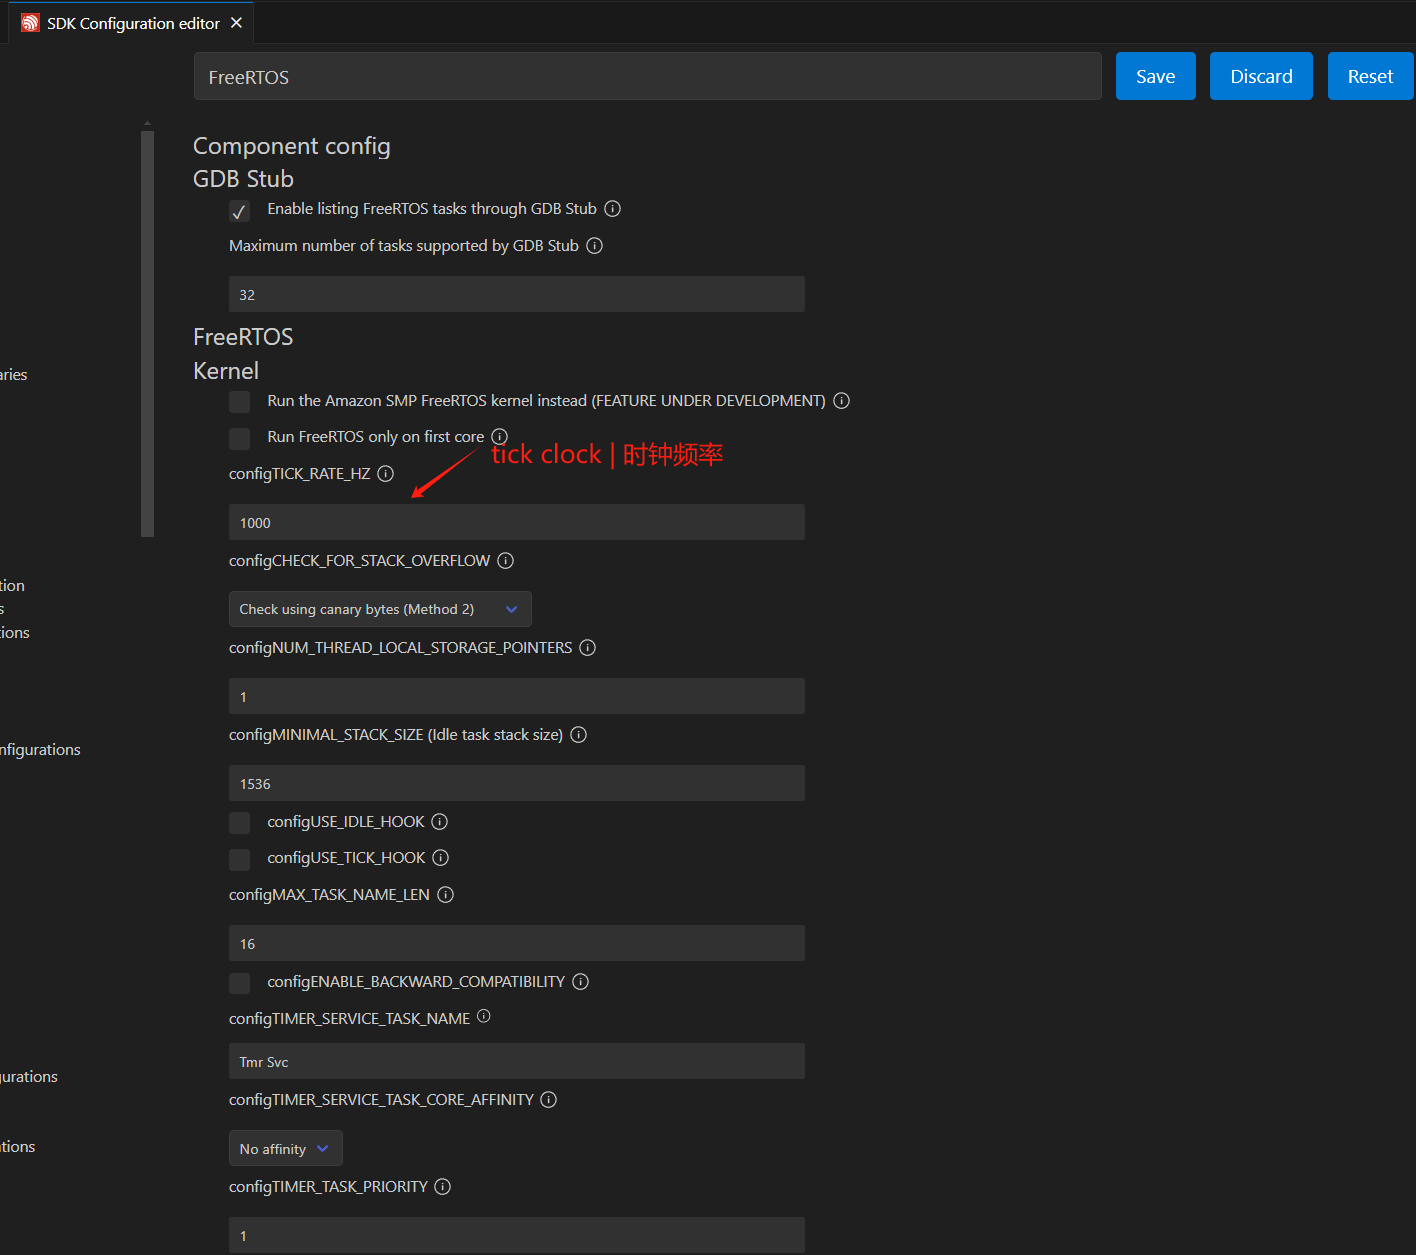 SDK Configuration editor
FreeRTOS
Save
Discard
Reset
Component config
GDB Stub
Enable listing FreeRTOS tasks through GDB Stub
Maximum number of tasks supported by GDB Stub
32
FreeRTOS
aries
Kernel
Run the Amazon SMP FreeRTOS kernel instead (FEATURE UNDER DEVELOPMENT)
Run FreeRTOS only on first core
tick clock | 时钟频率
configTICK_RATE_HZ
1000
configCHECK_FOR_STACK_OVERFLOW
tion
s
Check using canary bytes (Method 2)
tions
configNUM_THREAD_LOCAL_STORAGE_POINTERS
1
configMINIMAL_STACK_SIZE (Idle task stack size)
nfigurations
1536
configUSE_IDLE_HOOK
configUSE_TICK_HOOK
configMAX_TASK_NAME_LEN
16
configENABLE_BACKWARD_COMPATIBILITY
configTIMER_SERVICE_TASK_NAME
Tmr Svc
gurations
configTIMER_SERVICE_TASK_CORE_AFFINITY
ations
No affinity
configTIMER_TASK_PRIORITY
1